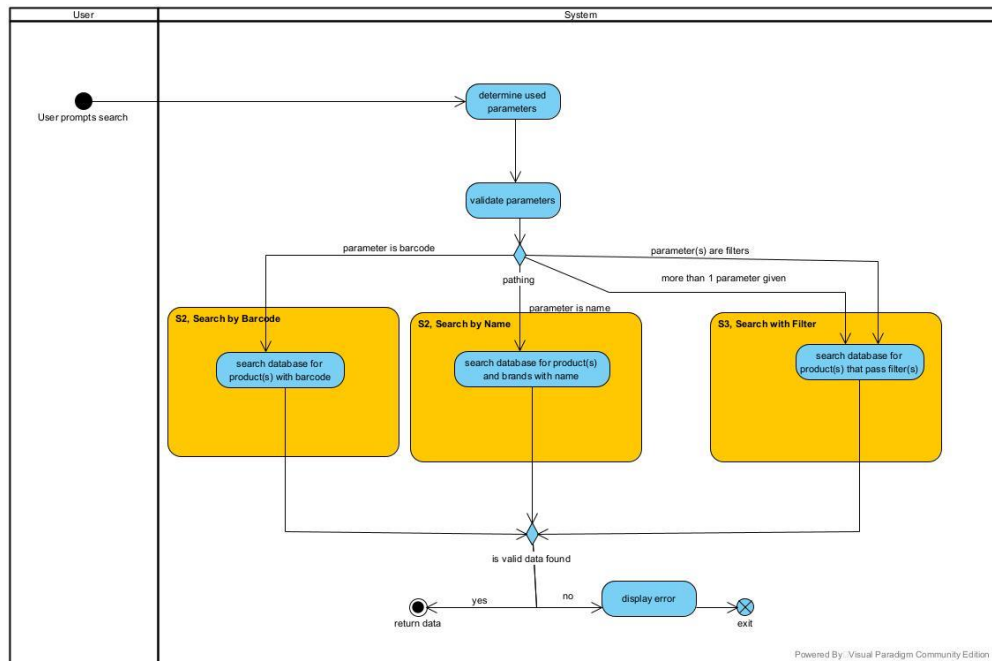 User
System
User prompts search
determine used
parameters
validate parameters
parameter is barcode
parameter(s) are filters
pathing
more than 1 parameter given
parameter is name
S2, Search by Barcode
S2, Search by Name
S3, Search with Filter
search database for
product(s) with barcode
search database for product(s)
and brands with name
search database for
product(s) that pass filter(s)
is valid data found
yes
no
display error
return data
exit
Powered By Visual Paradigm Community Edition